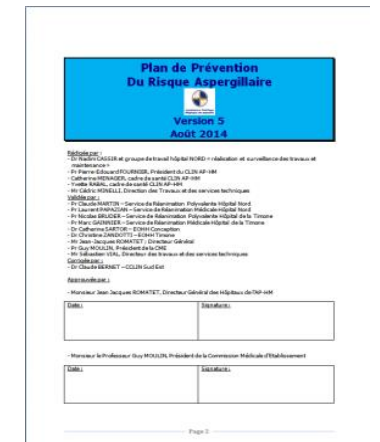 Plan de Prévention
Du Risque Aspergillaire
Version 5
Août 2014
Rédigée par :
- Dr Nadim CASSIR et groupe de travail hôpital NORD « réalisation et surveillance des travaux et
maintenance »
- Pr Pierre Edouard FOURNIER, Président du CLIN AP-HM
- Catherine MENAGER, cadre de santé CLIN AP-HM
- Yvette RABAL, cadre de santé CLIN AP-HM
- Mr Cédric MINELLI, Direction des Travaux et des services techniques
Validée par :
- Pr Claude MARTIN – Service de Réanimation Polyvalente Hôpital Nord
- Pr Laurent PAPAZIAN – Service de Réanimation Médicale Hôpital Nord
- Pr Nicolas BRUDER – Service de Réanimation Polyvalente Hôpital de la Timone
- Pr Marc GAINNIER – Service de Réanimation Médicale Hôpital de la Timone
- Dr Catherine SARTOR – EOHH Conception
- Dr Christine ZANDOTTI – EOHH Timone
- Mr Jean-Jacques ROMATET ; Directeur Général
- Pr Guy MOULIN, Président de la CME
- Mr Sébastien VIAL, Directeur des travaux et des services techniques
Corrigée par :
- Dr Claude BERNET – CCLIN Sud Est
Approuvée par :
- Monsieur Jean Jacques ROMATET, Directeur Général des Hôpitaux de l'AP-HM
Date : Signature :
- Monsieur le Professeur Guy MOULIN, Président de la Commission Médicale d'Etablissement
Date : Signature :